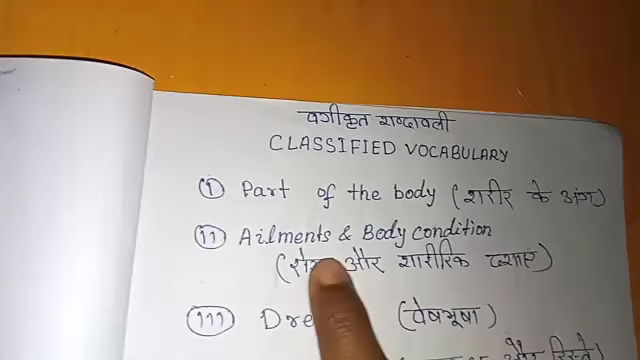 वर्गीकृत शब्दावली
CLASSIFIED VOCABULARY
(i) Part of the body (शरीर के अंग)
(ii) Ailments & Body condition
और शारीरिक दशाएं)
(iii) (वेषभूषा)